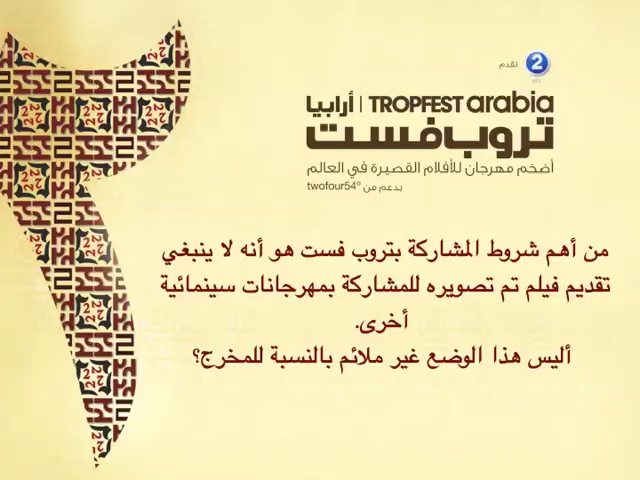 2 تقدم
TROPFEST arabia | أرابيا
تروب فست
أضخم مهرجان للأفلام القصيرة في العالم
بدعم من twofour54°
من أهم شروط المشاركة بتروب فست هو أنه لا ينبغي
تقديم فيلم تم تصويره للمشاركة بمهرجانات سينمائية
أخرى.
أليس هذا الوضع غير ملائم بالنسبة للمخرج؟